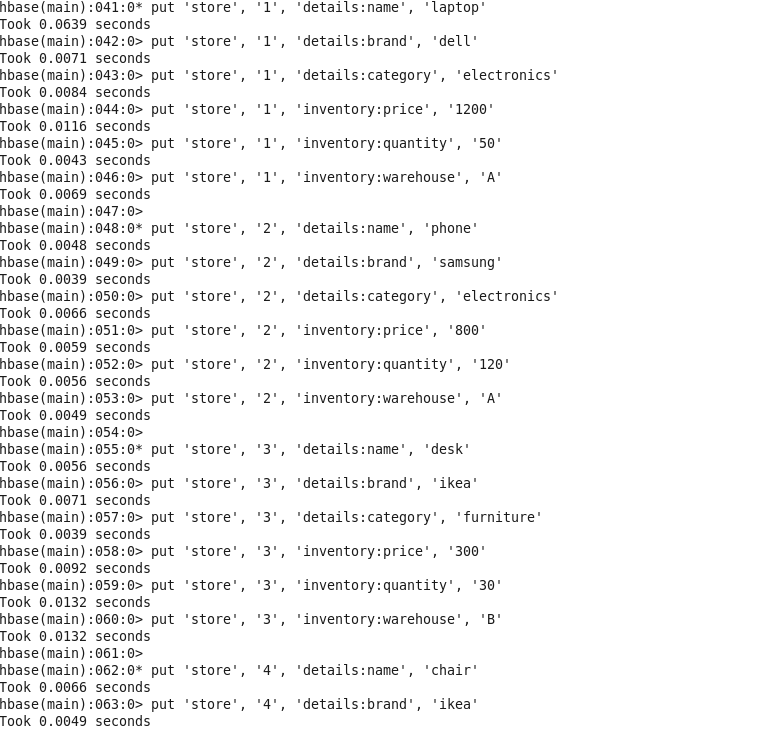 hbase(main):041:0* put 'store', '1', 'details:name', 'laptop'
Took 0.0639 seconds
hbase(main):042:0> put 'store', '1', 'details:brand', 'dell'
Took 0.0071 seconds
hbase(main):043:0> put 'store', '1', 'details:category', 'electronics'
Took 0.0084 seconds
hbase(main):044:0> put 'store', '1', 'inventory:price', '1200'
Took 0.0116 seconds
hbase(main):045:0> put 'store', '1', 'inventory:quantity', '50'
Took 0.0043 seconds
hbase(main):046:0> put 'store', '1', 'inventory:warehouse', 'A'
Took 0.0069 seconds
hbase(main):047:0>
hbase(main):048:0* put 'store', '2', 'details:name', 'phone'
Took 0.0048 seconds
hbase(main):049:0> put 'store', '2', 'details:brand', 'samsung'
Took 0.0039 seconds
hbase(main):050:0> put 'store', '2', 'details:category', 'electronics'
Took 0.0066 seconds
hbase(main):051:0> put 'store', '2', 'inventory:price', '800'
Took 0.0059 seconds
hbase(main):052:0> put 'store', '2', 'inventory:quantity', '120'
Took 0.0056 seconds
hbase(main):053:0> put 'store', '2', 'inventory:warehouse', 'A'
Took 0.0049 seconds
hbase(main):054:0>
hbase(main):055:0* put 'store', '3', 'details:name', 'desk'
Took 0.0056 seconds
hbase(main):056:0> put 'store', '3', 'details:brand', 'ikea'
Took 0.0071 seconds
hbase(main):057:0> put 'store', '3', 'details:category', 'furniture'
Took 0.0039 seconds
hbase(main):058:0> put 'store', '3', 'inventory:price', '300'
Took 0.0092 seconds
hbase(main):059:0> put 'store', '3', 'inventory:quantity', '30'
Took 0.0132 seconds
hbase(main):060:0> put 'store', '3', 'inventory:warehouse', 'B'
Took 0.0132 seconds
hbase(main):061:0>
hbase(main):062:0* put 'store', '4', 'details:name', 'chair'
Took 0.0066 seconds
hbase(main):063:0> put 'store', '4', 'details:brand', 'ikea'
Took 0.0049 seconds